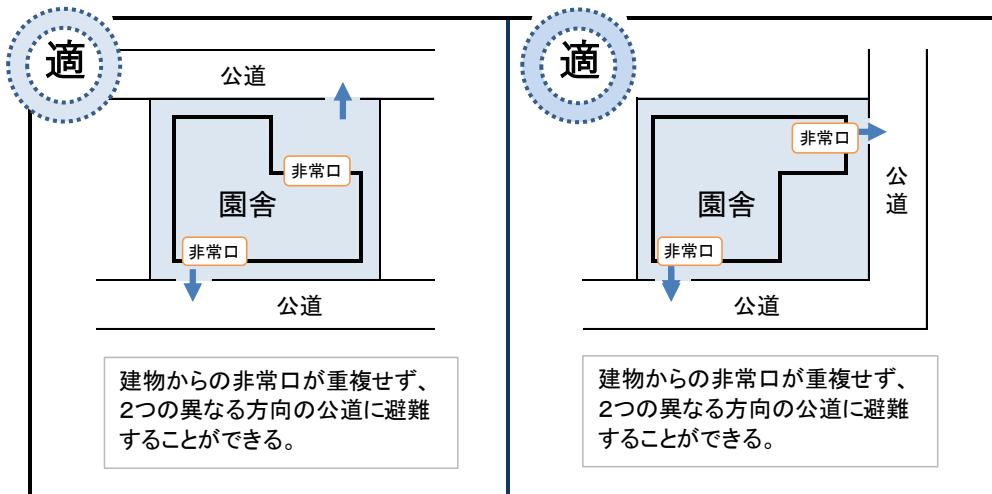 適
公道
非常口
園舎
非常口
公道
建物からの非常口が重複せず、
2つの異なる方向の公道に避難
することができる。
適
非常口
公道
園舎
非常口
公道
建物からの非常口が重複せず、
2つの異なる方向の公道に避難
することができる。